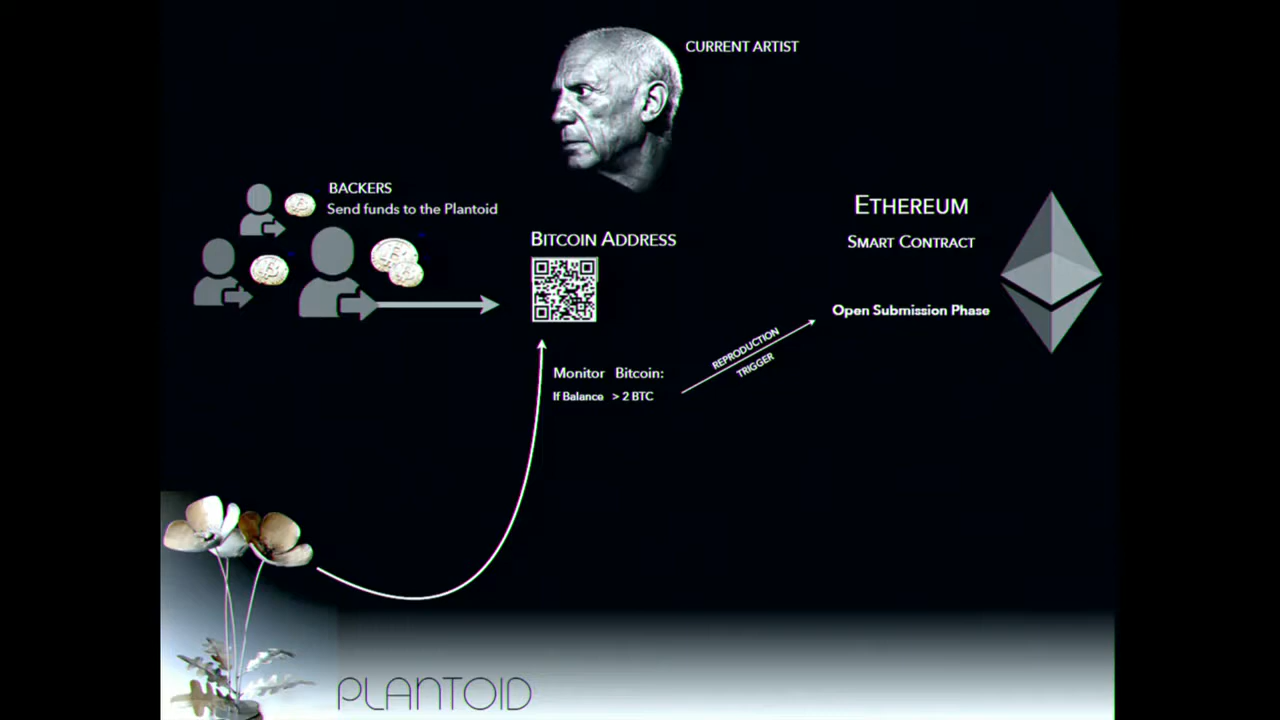 CURRENT ARTIST
BACKERS
Send funds to the Plantoid
BITCOIN ADDRESS
Monitor Bitcoin:
If Balance > 2 BTC
REPRODUCTION
TRIGGER
ETHEREUM
SMART CONTRACT
Open Submission Phase
PLANTOID